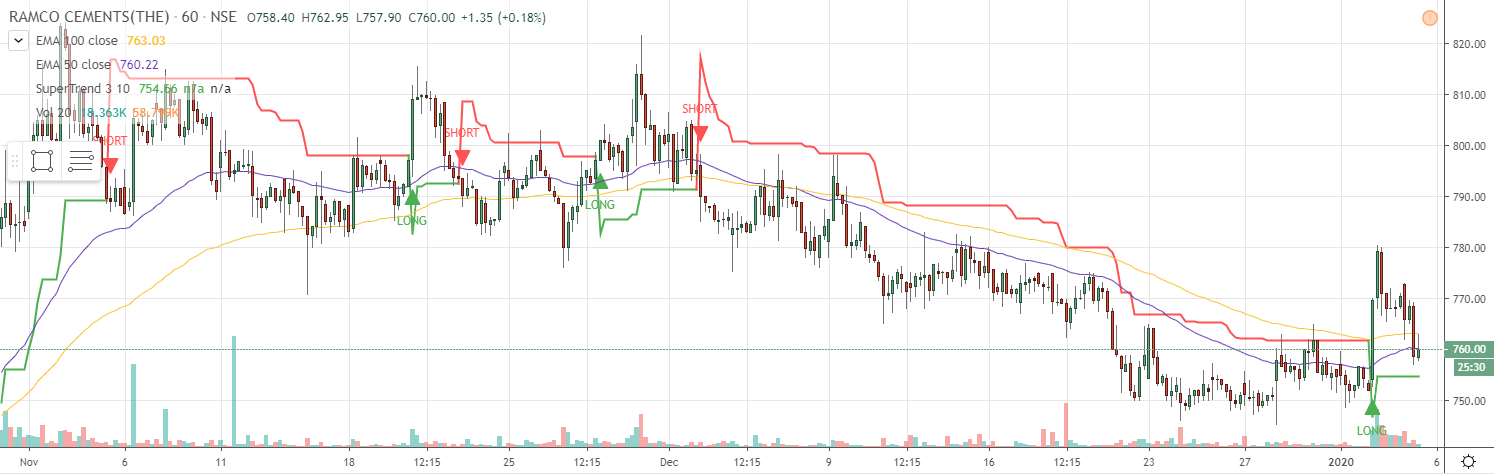 RAMCO CEMENTS(THE) · 60 · NSE O758.40 H762.95 L757.90 C760.00 +1.35 (+0.18%)
EMA 100 close 763.03
EMA 50 close 760.22
SuperTrend 3 10 754.66 n/a n/a
Vol 20 18.363K
SHORT
SHORT
SHORT
LONG
LONG
LONG
820.00
810.00
800.00
790.00
780.00
770.00
760.00
25:30
750.00
Nov 6 11 18 12:15 25 12:15 Dec 12:15 9 12:15 16 12:15 23 27 2020 6